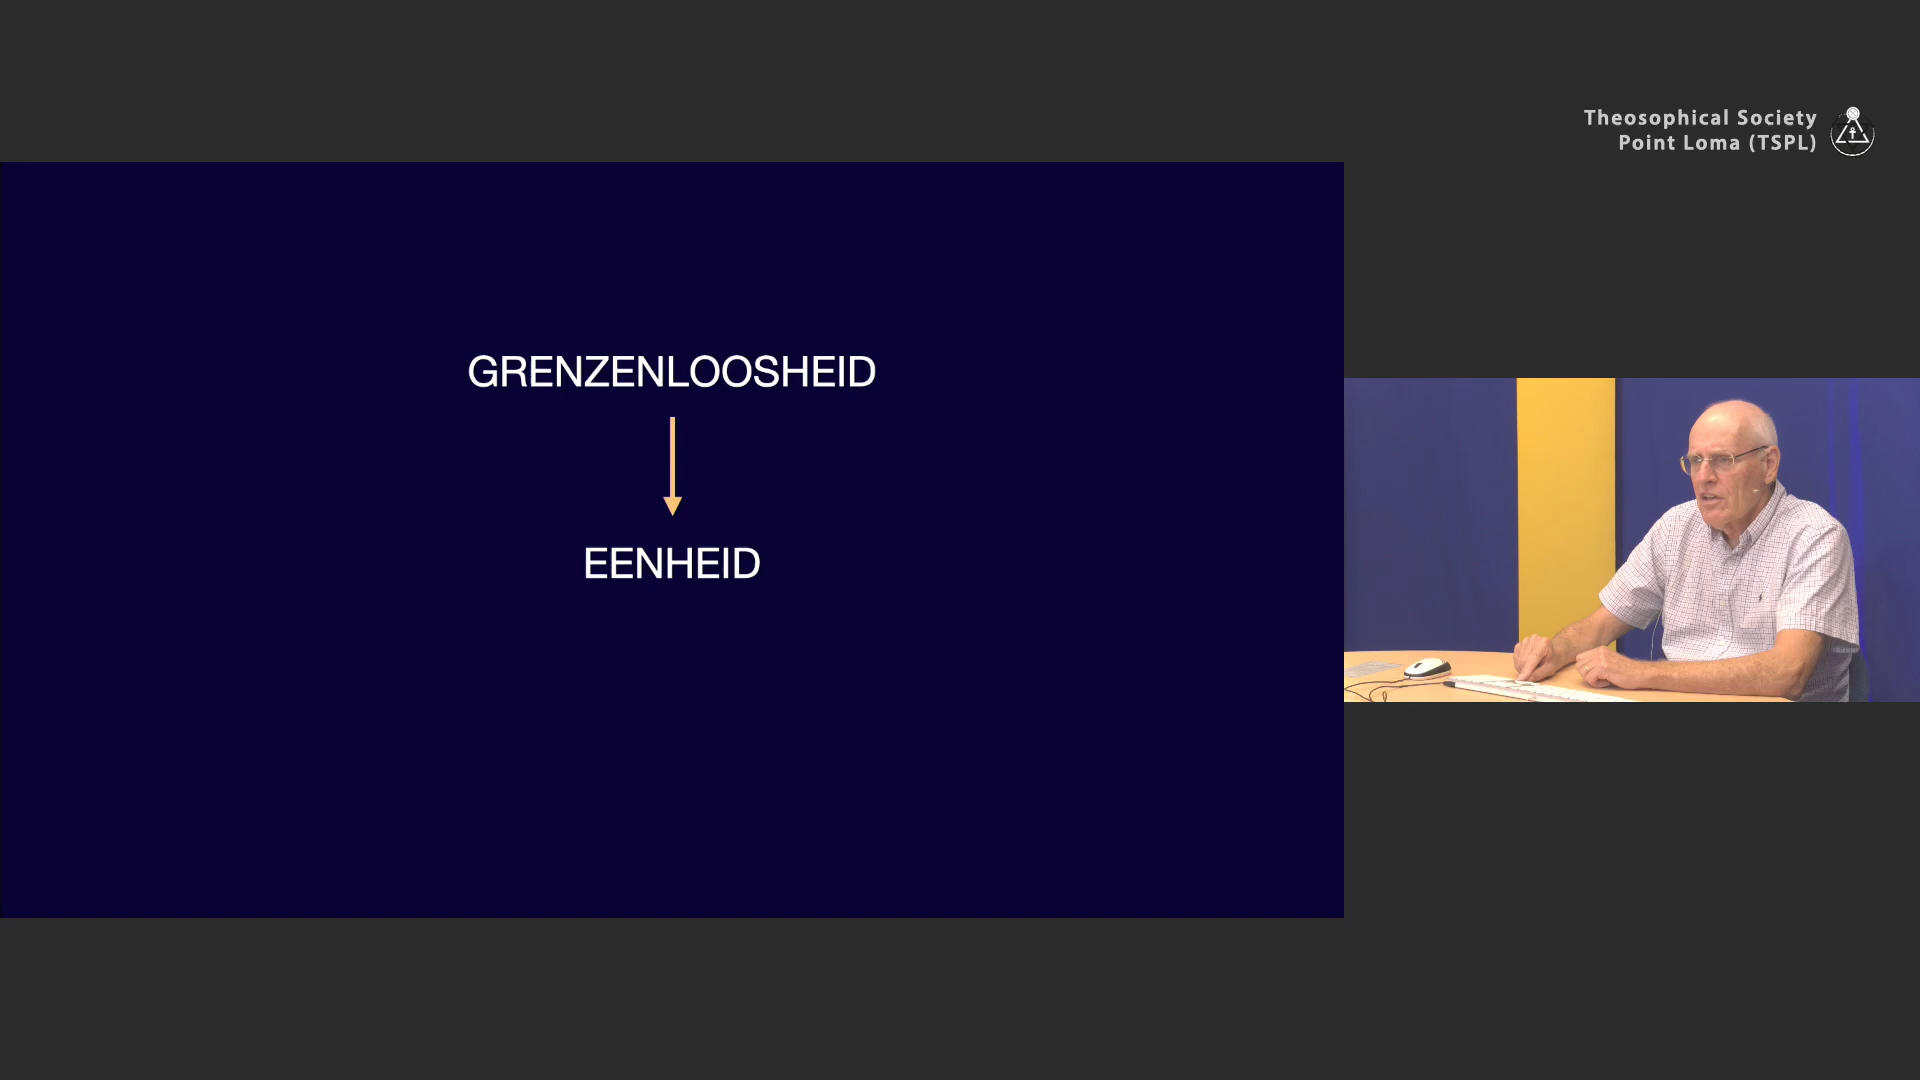 Theosophical Society
Point Loma (TSPL)
GRENZENLOOSHEID
EENHEID